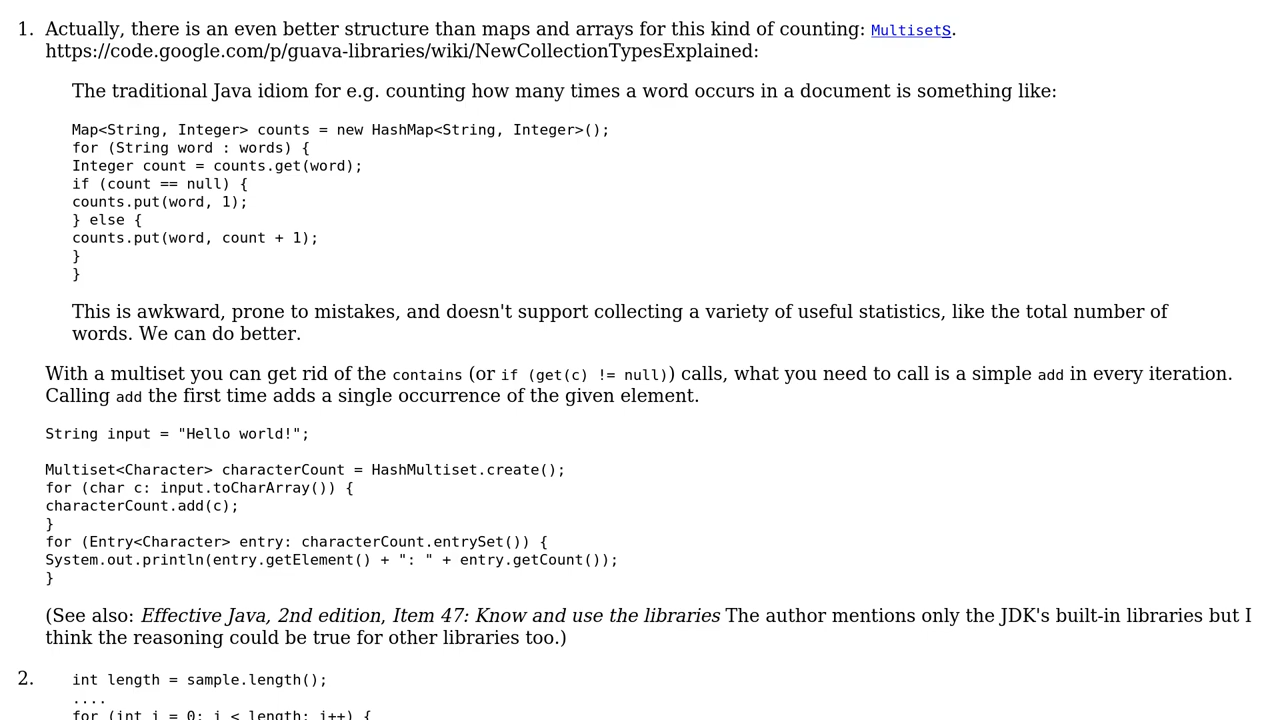 1. Actually, there is an even better structure than maps and arrays for this kind of counting: Multisets.
https://code.google.com/p/guava-libraries/wiki/NewCollectionTypesExplained:
The traditional Java idiom for e.g. counting how many times a word occurs in a document is something like:
Map<String, Integer> counts = new HashMap<String, Integer>();
for (String word : words) {
Integer count = counts.get(word);
if (count == null) {
counts.put(word, 1);
} else {
counts.put(word, count + 1);
}
}
This is awkward, prone to mistakes, and doesn't support collecting a variety of useful statistics, like the total number of
words. We can do better.
With a multiset you can get rid of the contains (or if (get(c) != null)) calls, what you need to call is a simple add in every iteration.
Calling add the first time adds a single occurrence of the given element.
String input = "Hello world!";
Multiset<Character> characterCount = HashMultiset.create();
for (char c: input.toCharArray()) {
characterCount.add(c);
}
for (Entry<Character> entry: characterCount.entrySet()) {
System.out.println(entry.getElement() + ": " + entry.getCount());
}
(See also: Effective Java, 2nd edition, Item 47: Know and use the libraries The author mentions only the JDK's built-in libraries but I
think the reasoning could be true for other libraries too.)
2. int length = sample.length();
....
for (int i = 0; i < length; i++) {